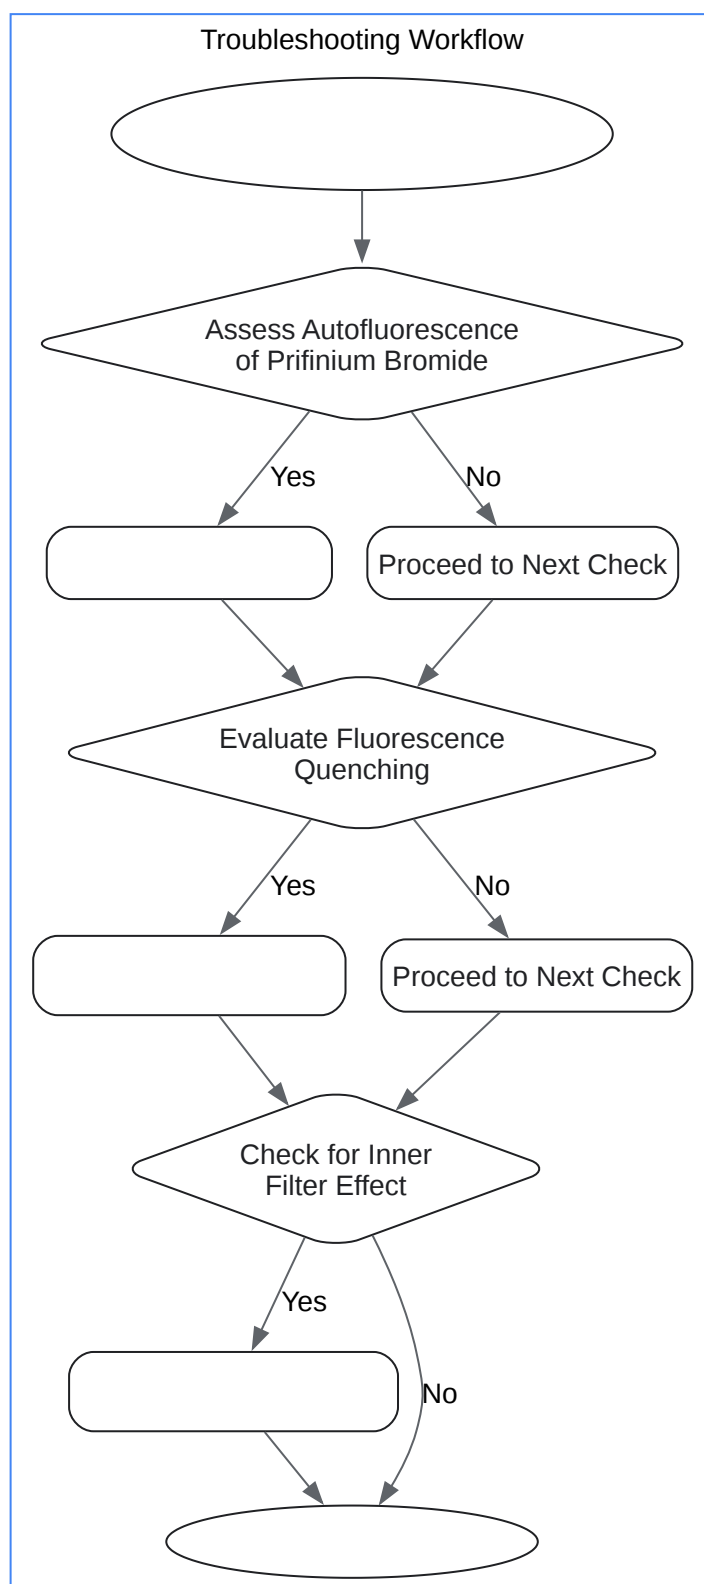 Troubleshooting Workflow
Assess Autofluorescence
of Prifinium Bromide
Yes
No
Proceed to Next Check
Evaluate Fluorescence
Quenching
Yes
No
Proceed to Next Check
Check for Inner
Filter Effect
Yes
No